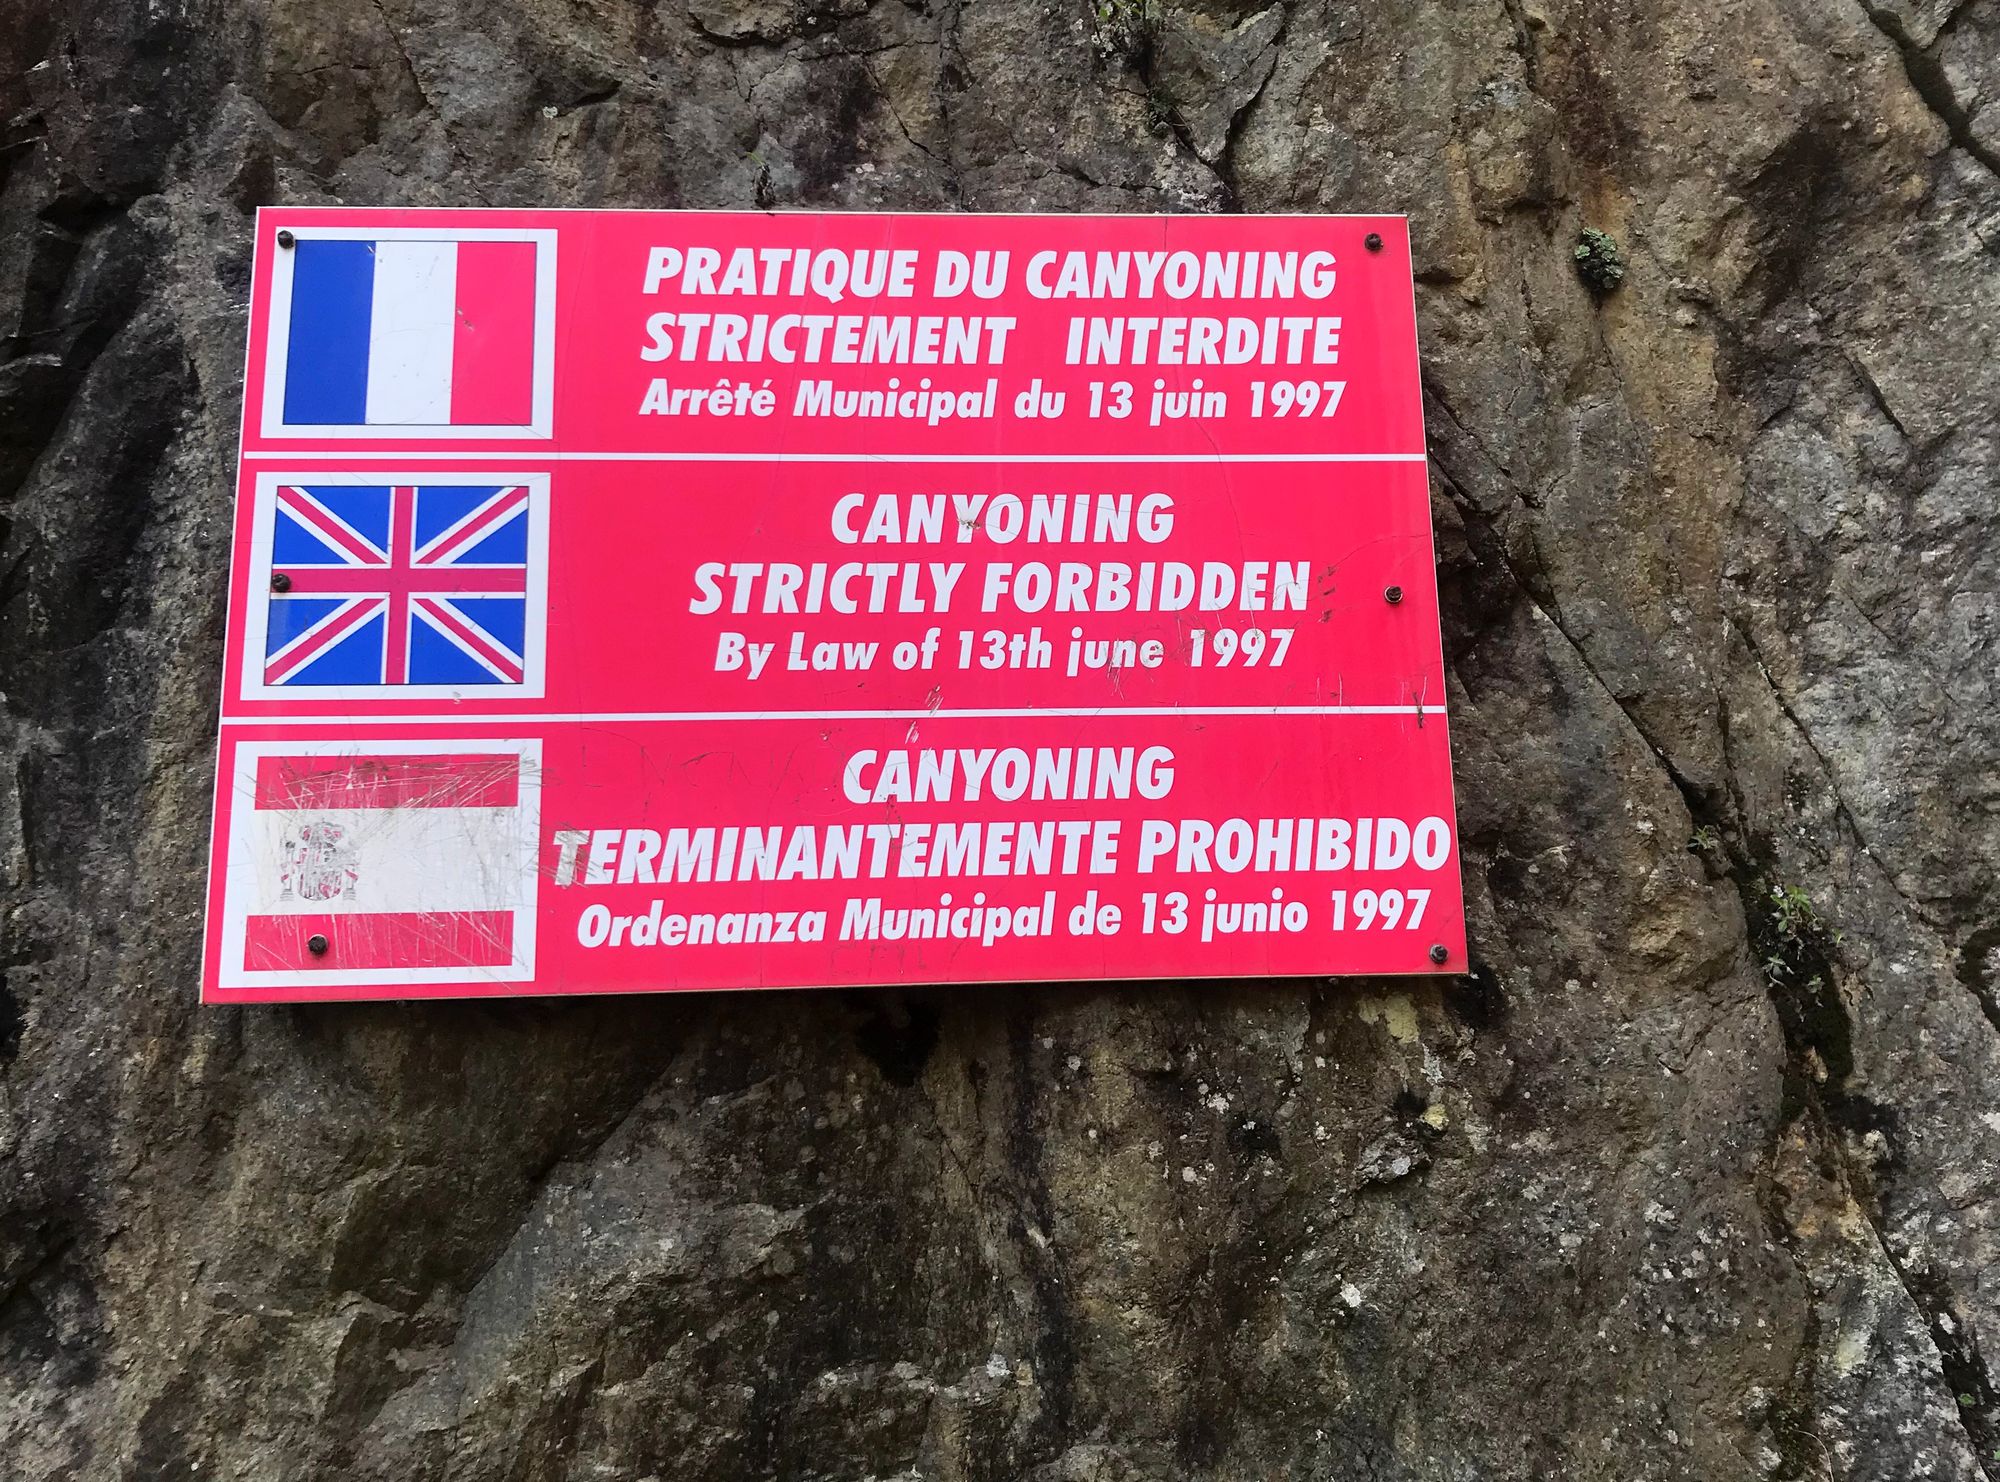 PRATIQUE DU CANYONING
STRICTEMENT INTERDITE
Arrêté Municipal du 13 juin 1997
CANYONING
STRICTLY FORBIDDEN
By Law of 13th june 1997
CANYONING
TERMINANTEMENTE PROHIBIDO
Ordenanza Municipal de 13 junio 1997